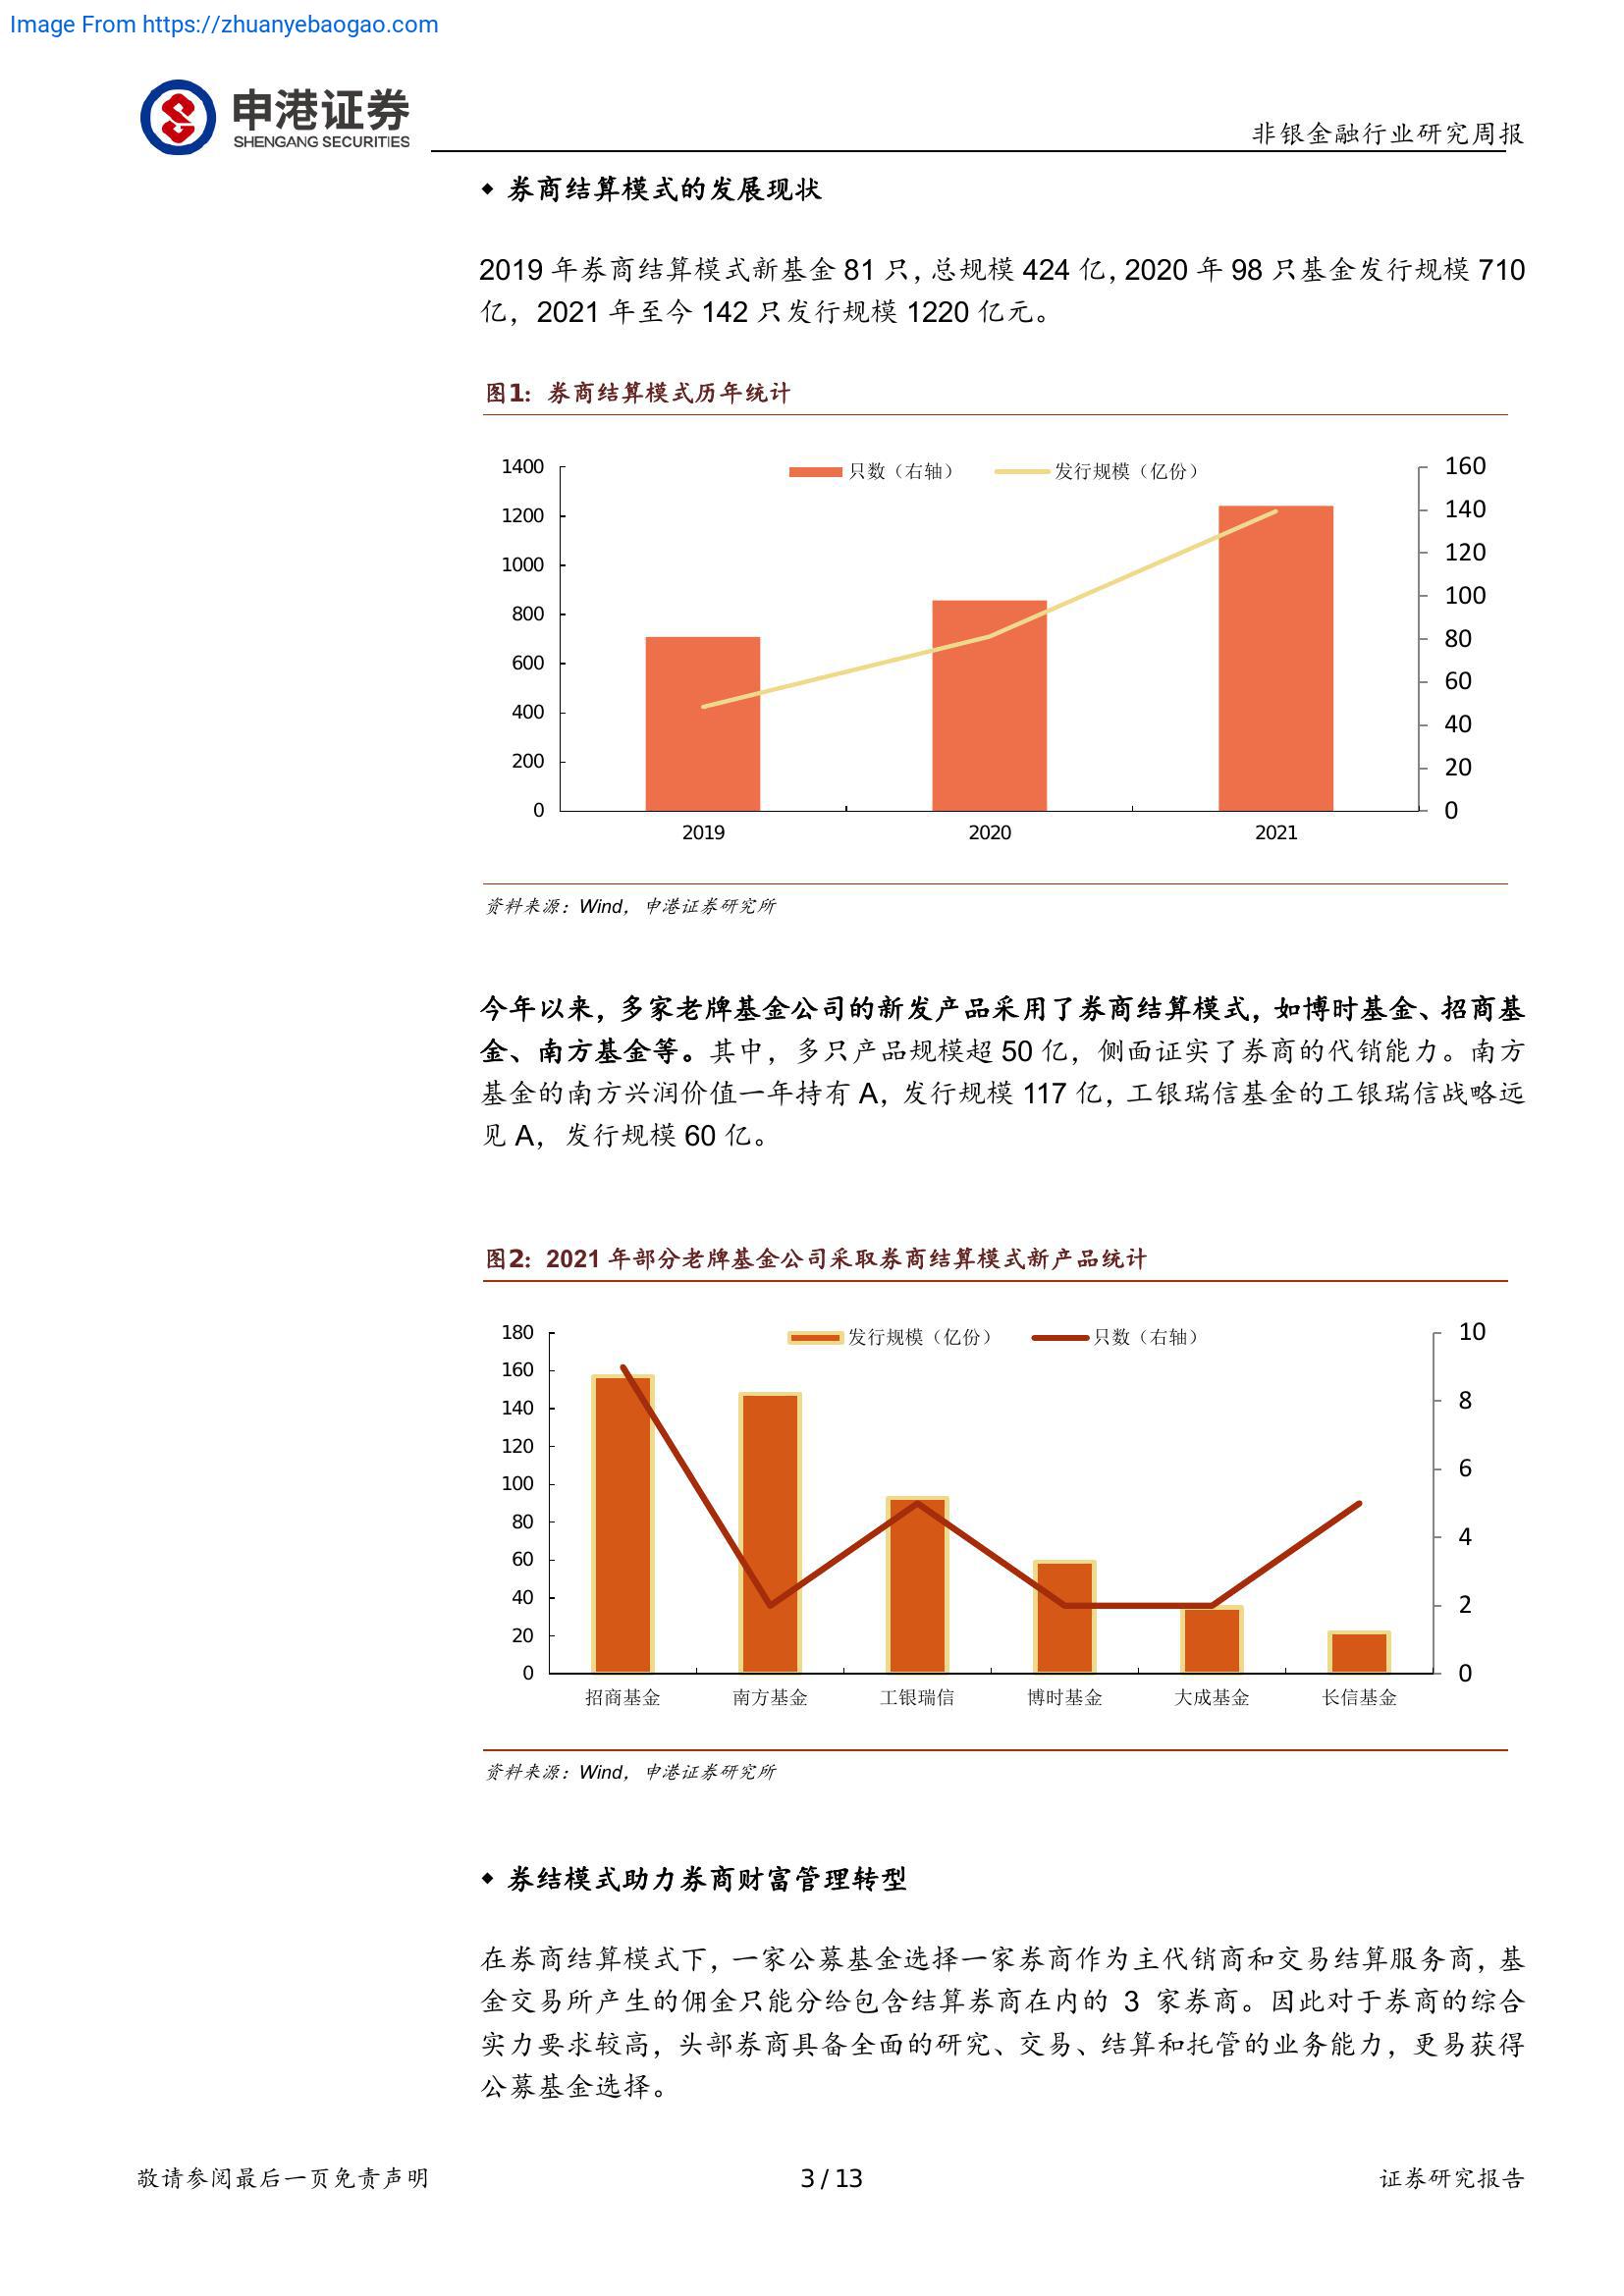 Image From https://zhuanyebaogao.com
申港证券
SHENGANG SECURITIES
非银金融行业研究周报
◆ 券商结算模式的发展现状
2019 年券商结算模式新基金 81 只，总规模 424 亿，2020 年 98 只基金发行规模 710
亿，2021 年至今 142 只发行规模 1220 亿元。
图1：券商结算模式历年统计
只数（右轴） 发行规模（亿份）
1400
1200
1000
800
600
400
200
0
160
140
120
100
80
60
40
20
0
2019 2020 2021
资料来源：Wind，申港证券研究所
今年以来，多家老牌基金公司的新发产品采用了券商结算模式，如博时基金、招商基
金、南方基金等。其中，多只产品规模超 50 亿，侧面证实了券商的代销能力。南方
基金的南方兴润价值一年持有 A，发行规模 117 亿，工银瑞信基金的工银瑞信战略远
见 A，发行规模 60 亿。
图2：2021 年部分老牌基金公司采取券商结算模式新产品统计
发行规模（亿份） 只数（右轴）
180
160
140
120
100
80
60
40
20
0
10
8
6
4
2
0
招商基金 南方基金 工银瑞信 博时基金 大成基金 长信基金
资料来源：Wind，申港证券研究所
◆ 券结模式助力券商财富管理转型
在券商结算模式下，一家公募基金选择一家券商作为主代销商和交易结算服务商，基
金交易所产生的佣金只能分给包含结算券商在内的 3 家券商。因此对于券商的综合
实力要求较高，头部券商具备全面的研究、交易、结算和托管的业务能力，更易获得
公募基金选择。
敬请参阅最后一页免责声明
3 / 13
证券研究报告